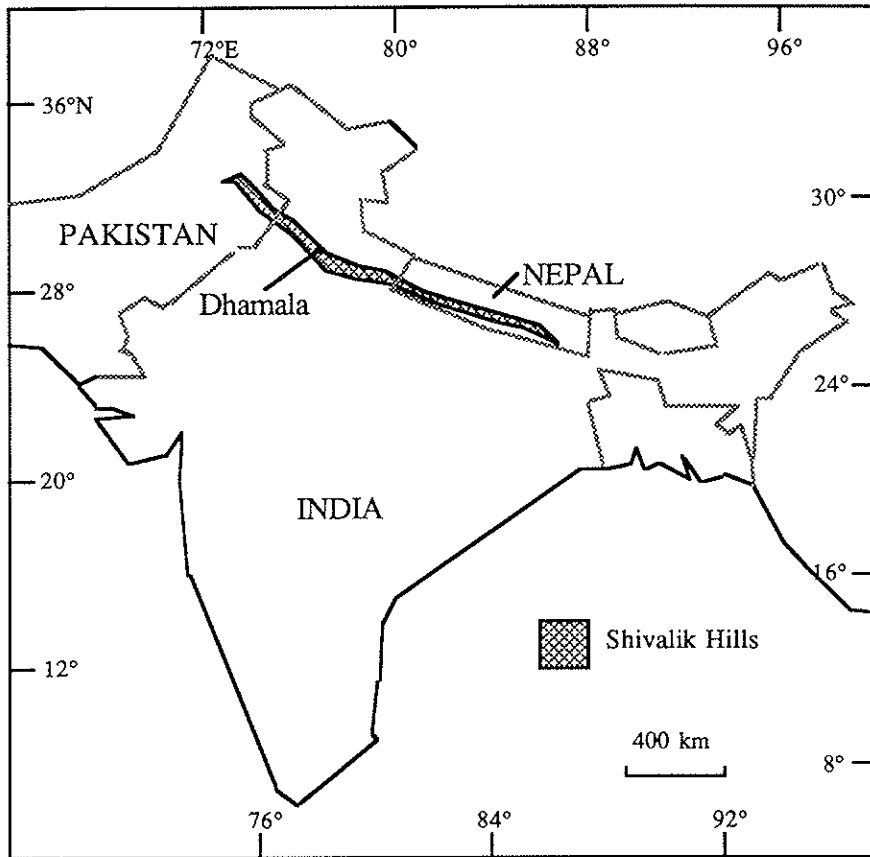 72°E 80° 88° 96°
36°N
30°
PAKISTAN
NEPAL
28°
Dhamala
24°
20°
INDIA
16°
Shivalik Hills
12°
400 km
8°
76° 84° 92°